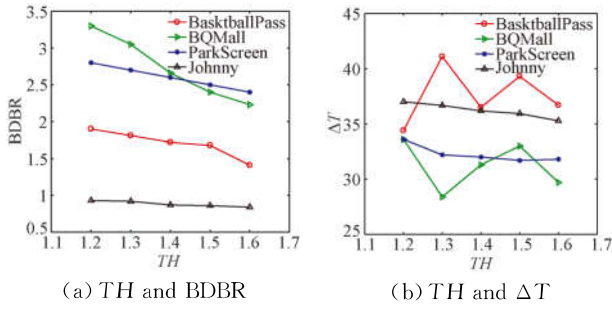 3.5
3
2.5
2
1.5
1
0.5
BDBR
1.1 1.2 1.3 1.4 1.5 1.6 1.7
TH
BasktballPass
BQMall
ParkScreen
Johnny
(a) TH and BDBR
45
40
35
30
25
ΔT
1.1 1.2 1.3 1.4 1.5 1.6 1.7
TH
BasktballPass
BQMall
ParkScreen
Johnny
(b) TH and ΔT